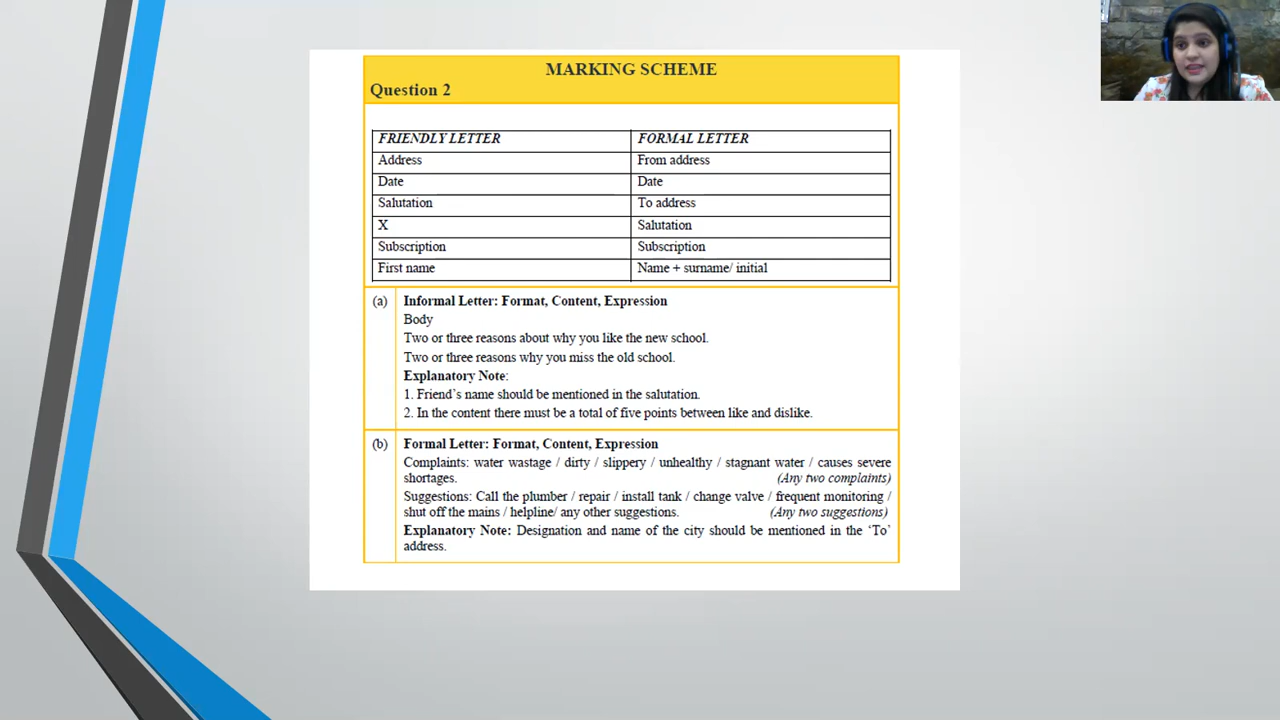 MARKING SCHEME
Question 2
FRIENDLY LETTER FORMAL LETTER
Address From address
Date Date
Salutation To address
X Salutation
Subscription Subscription
First name Name + surname/ initial
(a) Informal Letter: Format, Content, Expression
Body
Two or three reasons about why you like the new school.
Two or three reasons why you miss the old school.
Explanatory Note:
1. Friend's name should be mentioned in the salutation.
2. In the content there must be a total of five points between like and dislike.
(b) Formal Letter: Format, Content, Expression
Complaints: water wastage / dirty / slippery / unhealthy / stagnant water / causes severe
shortages. (Any two complaints)
Suggestions: Call the plumber / repair / install tank / change valve / frequent monitoring /
shut off the mains / helpline/ any other suggestions. (Any two suggestions)
Explanatory Note: Designation and name of the city should be mentioned in the 'To'
address.